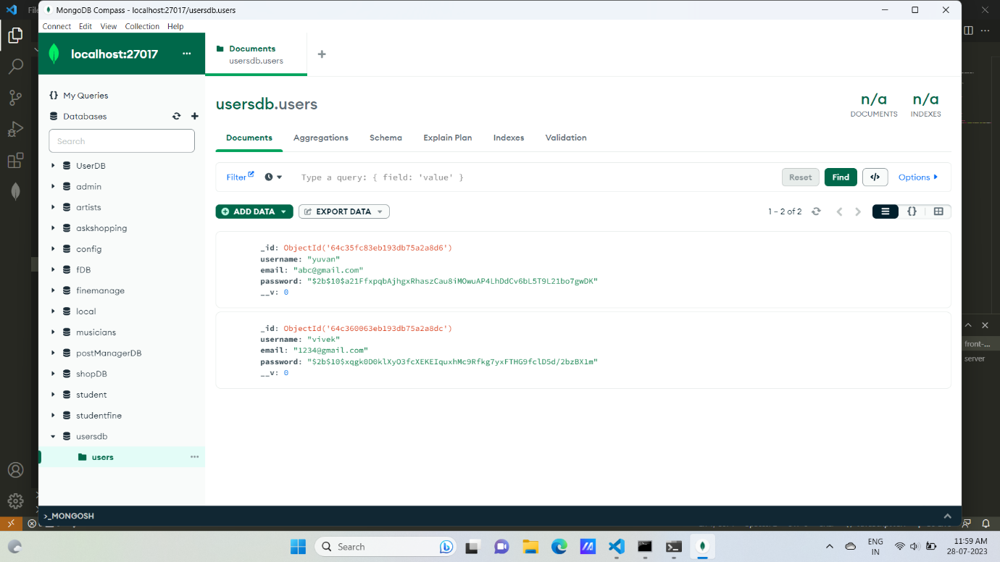 File
MongoDB Compass - localhost:27017/usersdb.users
Connect Edit View Collection Help
localhost:27017
Documents
usersdb.users
{} My Queries
Databases
Search
UserDB
admin
artists
askshopping
config
fDB
finemanage
local
musicians
postManagerDB
shopDB
student
studentfine
usersdb
users
usersdb.users
n/a
DOCUMENTS
n/a
INDEXES
Documents Aggregations Schema Explain Plan Indexes Validation
Filter Type a query: { field: 'value' } Reset Find </> Options
ADD DATA EXPORT DATA 1 – 2 of 2 {}
_id: ObjectId('64c35fc83eb193db75a2a8d6')
username: "yuvan"
email: "abc@gmail.com"
password: "$2b$10$a21FfxpqbAjhgxRhaszCau8iMOwuAP4LhDdCv6bL5T9L21bo7gwDK"
__v: 0
_id: ObjectId('64c360063eb193db75a2a8dc')
username: "vivek"
email: "1234@gmail.com"
password: "$2b$10$xqgk0D0klXyO3fcXEKEIquxhMc9Rfkg7yxFTHG9fclD5d/2bzBX1m"
__v: 0
front-...
server
>_MONGOSH
Search
ENG
IN
11:59 AM
28-07-2023